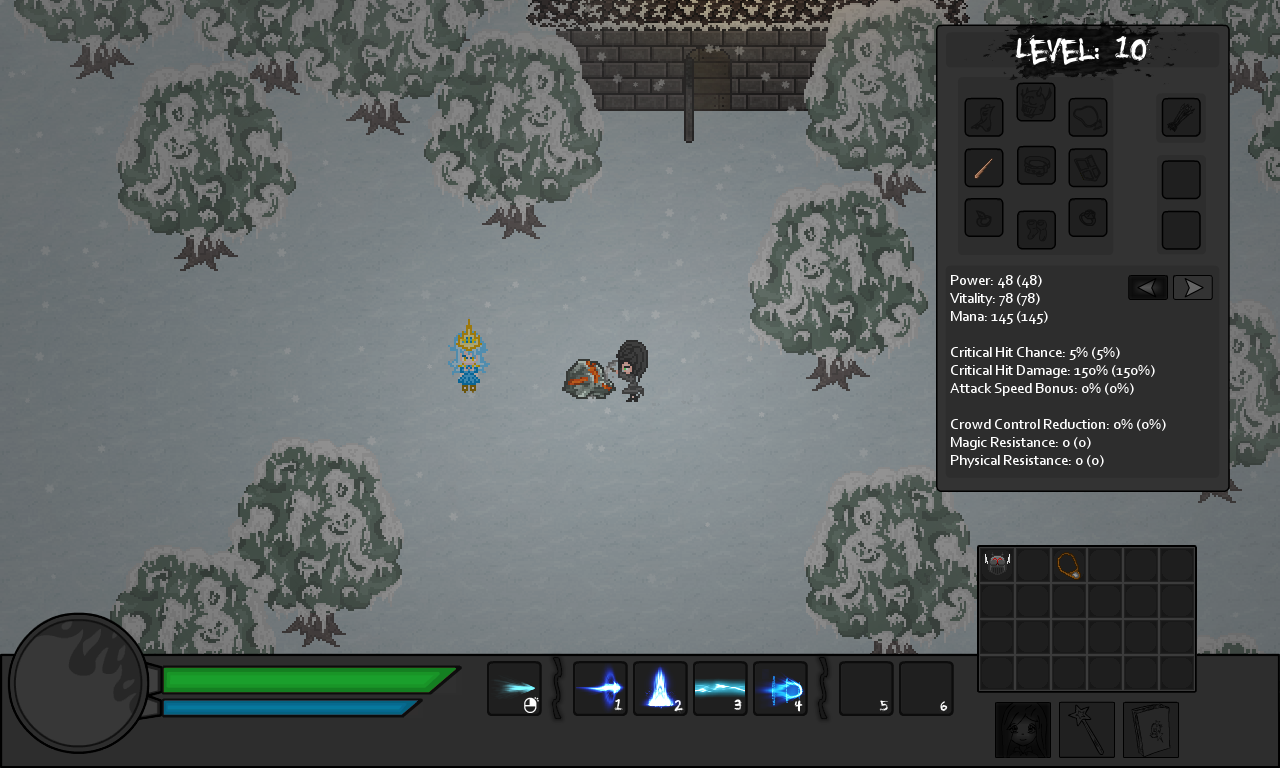 LEVEL: 10
Power: 48 (48)
Vitality: 78 (78)
Mana: 145 (145)
Critical Hit Chance: 5% (5%)
Critical Hit Damage: 150% (150%)
Attack Speed Bonus: 0% (0%)
Crowd Control Reduction: 0% (0%)
Magic Resistance: 0 (0)
Physical Resistance: 0 (0)
1 2 3 4 5 6